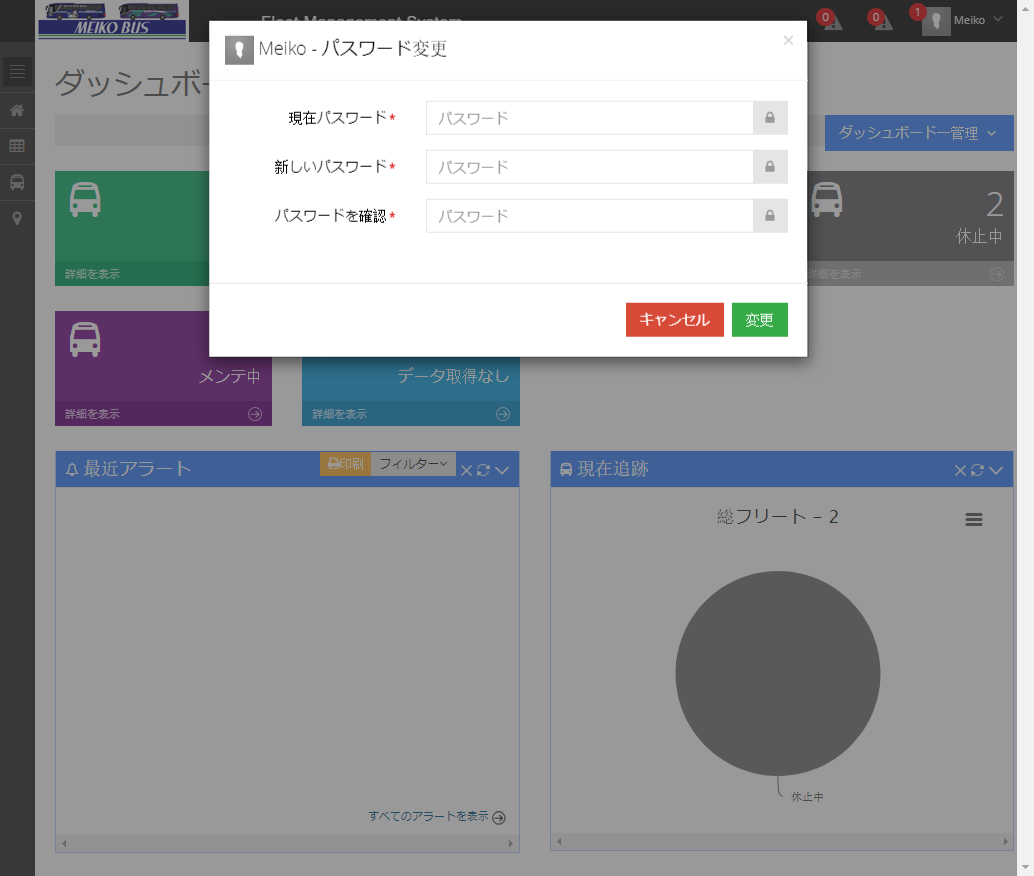 MEIKO BUS
Fleet Management System
0
0
1
Meiko
Meiko - パスワード変更
×
ダッシュボー
現在パスワード*
パスワード
ダッシュボードー管理
新しいパスワード*
パスワード
パスワードを確認*
パスワード
2
休止中
詳細を表示
詳細を表示
キャンセル
変更
メンテ中
データ取得なし
詳細を表示
詳細を表示
最近アラート
印刷
フィルター
現在追跡
総フリート – 2
休止中
すべてのアラートを表示